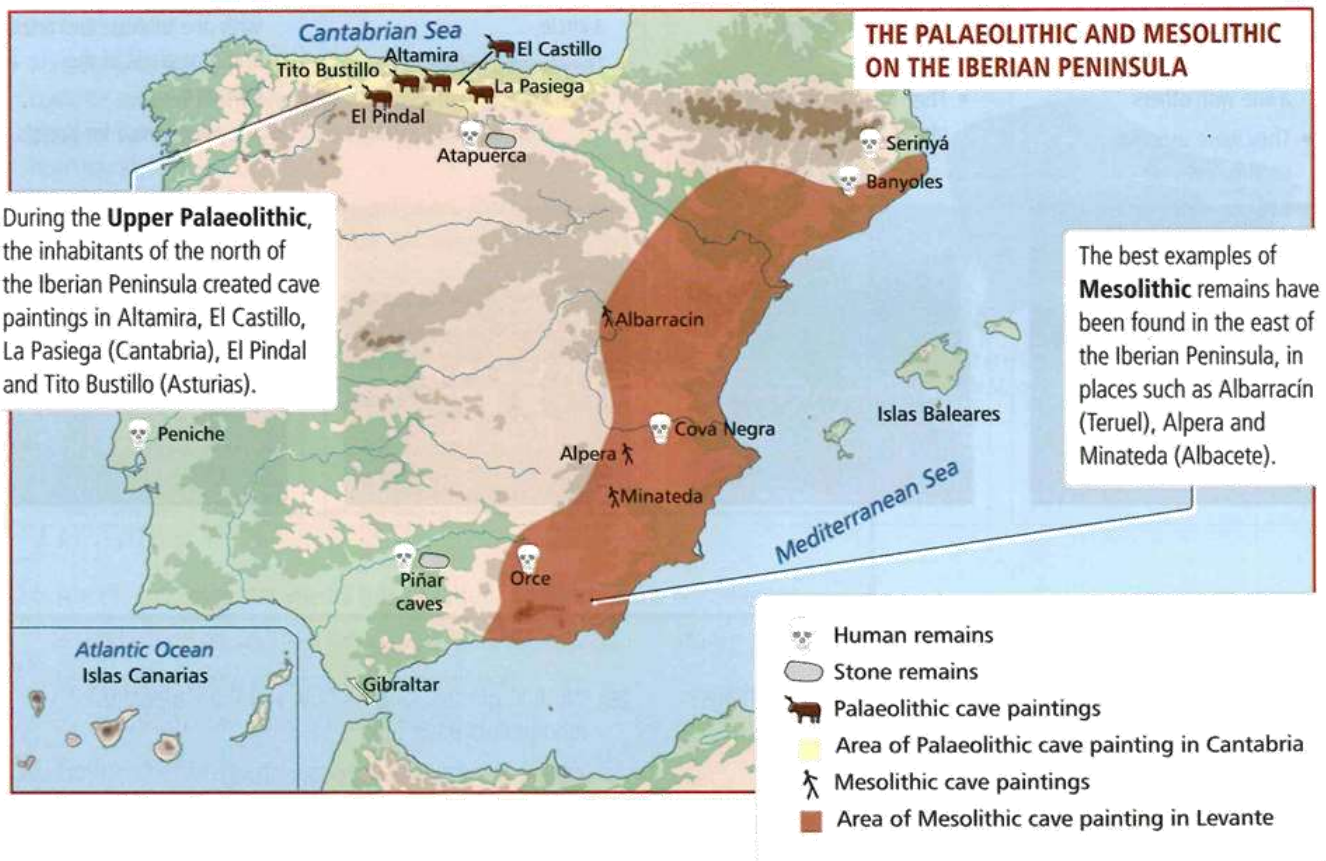 THE PALAEOLITHIC AND MESOLITHIC
ON THE IBERIAN PENINSULA
Cantabrian Sea
Altamira
El Castillo
Tito Bustillo
La Pasiega
El Pindal
Atapuerca
Serinyá
Banyoles
During the Upper Palaeolithic,
the inhabitants of the north of
the Iberian Peninsula created cave
paintings in Altamira, El Castillo,
La Pasiega (Cantabria), El Pindal
and Tito Bustillo (Asturias).
The best examples of
Mesolithic remains have
been found in the east of
the Iberian Peninsula, in
places such as Albarracín
(Teruel), Alpera and
Minateda (Albacete).
Albarracín
Islas Baleares
Peniche
Cova Negra
Alpera
Minateda
Mediterranean Sea
Piñar
caves
Orce
Atlantic Ocean
Islas Canarias
Gibraltar
Human remains
Stone remains
Palaeolithic cave paintings
Area of Palaeolithic cave painting in Cantabria
Mesolithic cave paintings
Area of Mesolithic cave painting in Levante